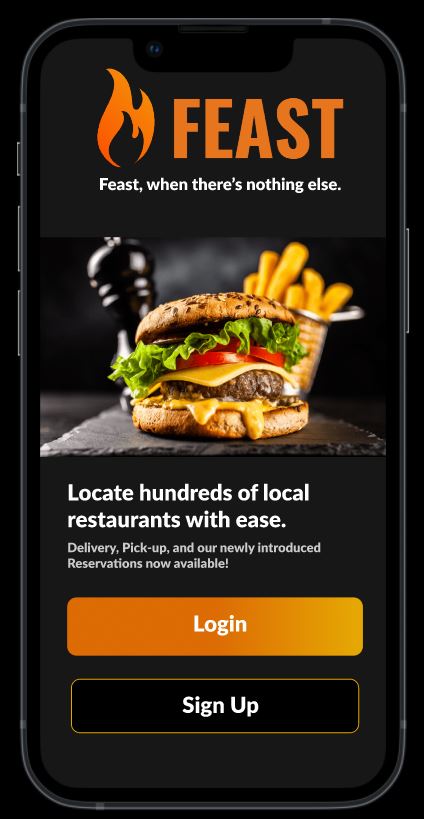 FEAST
Feast, when there's nothing else.
Locate hundreds of local
restaurants with ease.
Delivery, Pick-up, and our newly introduced
Reservations now available!
Login
Sign Up